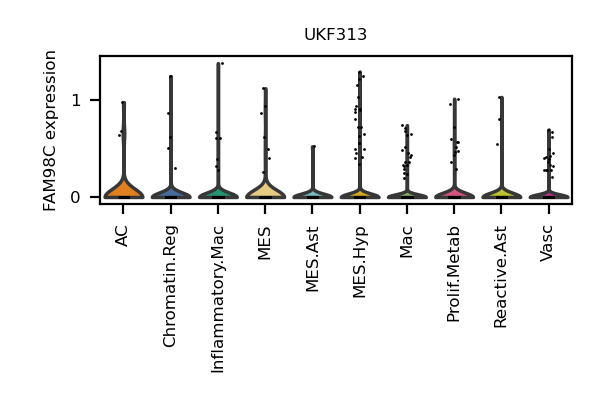 UKF313
FAM98C expression
1
0
AC
Chromatin.Reg
Inflammatory.Mac
MES
MES.Ast
MES.Hyp
Mac
Prolif.Metab
Reactive.Ast
Vasc